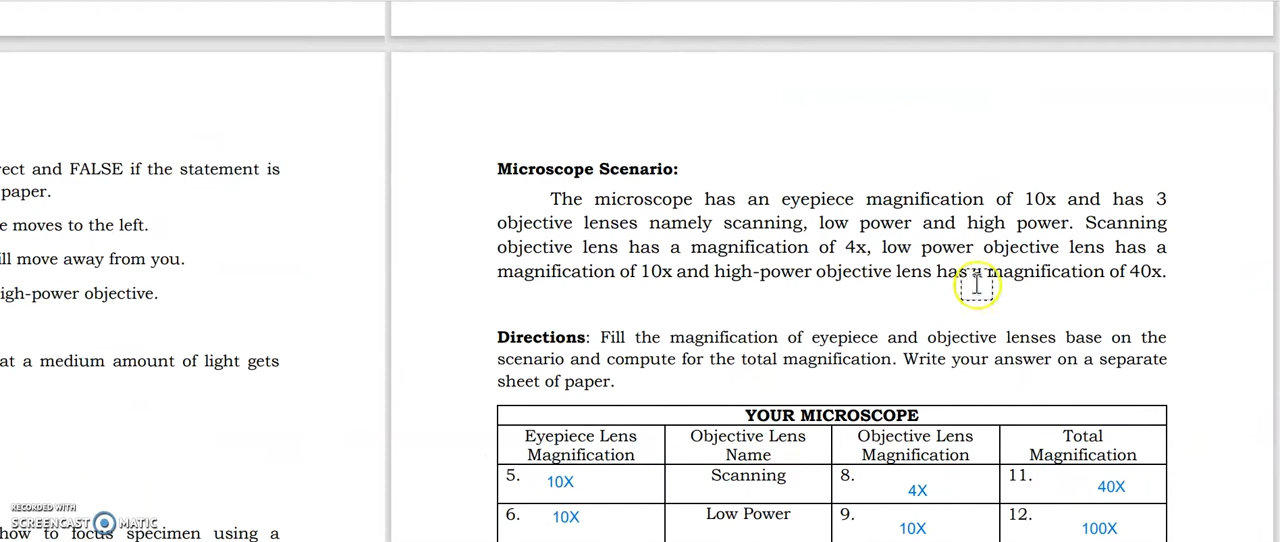 rect and FALSE if the statement is
paper.
e moves to the left.
ill move away from you.
igh-power objective.
at a medium amount of light gets
how to focus specimen using a
Microscope Scenario:
The microscope has an eyepiece magnification of 10x and has 3
objective lenses namely scanning, low power and high power. Scanning
objective lens has a magnification of 4x, low power objective lens has a
magnification of 10x and high-power objective lens has a magnification of 40x.
Directions: Fill the magnification of eyepiece and objective lenses base on the
scenario and compute for the total magnification. Write your answer on a separate
sheet of paper.
YOUR MICROSCOPE
Eyepiece Lens Magnification
Objective Lens Name
Objective Lens Magnification
Total Magnification
5. 10X
Scanning
8. 4X
11. 40X
6. 10X
Low Power
9. 10X
12. 100X
RECORDED WITH
SCREENCAST MATIC